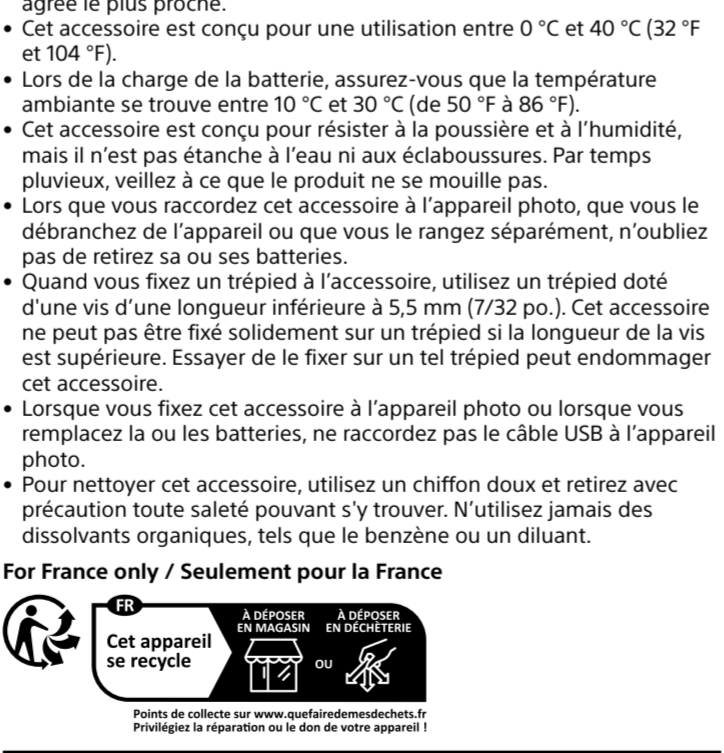 agréé le plus proche.
• Cet accessoire est conçu pour une utilisation entre 0 °C et 40 °C (32 °F
et 104 °F).
• Lors de la charge de la batterie, assurez-vous que la température
ambiante se trouve entre 10 °C et 30 °C (de 50 °F à 86 °F).
• Cet accessoire est conçu pour résister à la poussière et à l’humidité,
mais il n’est pas étanche à l’eau ni aux éclaboussures. Par temps
pluvieux, veillez à ce que le produit ne se mouille pas.
• Lors que vous raccordez cet accessoire à l’appareil photo, que vous le
débranchez de l’appareil ou que vous le rangez séparément, n’oubliez
pas de retirez sa ou ses batteries.
• Quand vous fixez un trépied à l’accessoire, utilisez un trépied doté
d'une vis d’une longueur inférieure à 5,5 mm (7/32 po.). Cet accessoire
ne peut pas être fixé solidement sur un trépied si la longueur de la vis
est supérieure. Essayer de le fixer sur un tel trépied peut endommager
cet accessoire.
• Lorsque vous fixez cet accessoire à l’appareil photo ou lorsque vous
remplacez la ou les batteries, ne raccordez pas le câble USB à l’appareil
photo.
• Pour nettoyer cet accessoire, utilisez un chiffon doux et retirez avec
précaution toute saleté pouvant s'y trouver. N’utilisez jamais des
dissolvants organiques, tels que le benzène ou un diluant.
For France only / Seulement pour la France
FR
Cet appareil
se recycle
À DÉPOSER
EN MAGASIN
OU
À DÉPOSER
EN DÉCHÈTERIE
Points de collecte sur www.quefairedemesdechets.fr
Privilégiez la réparation ou le don de votre appareil !